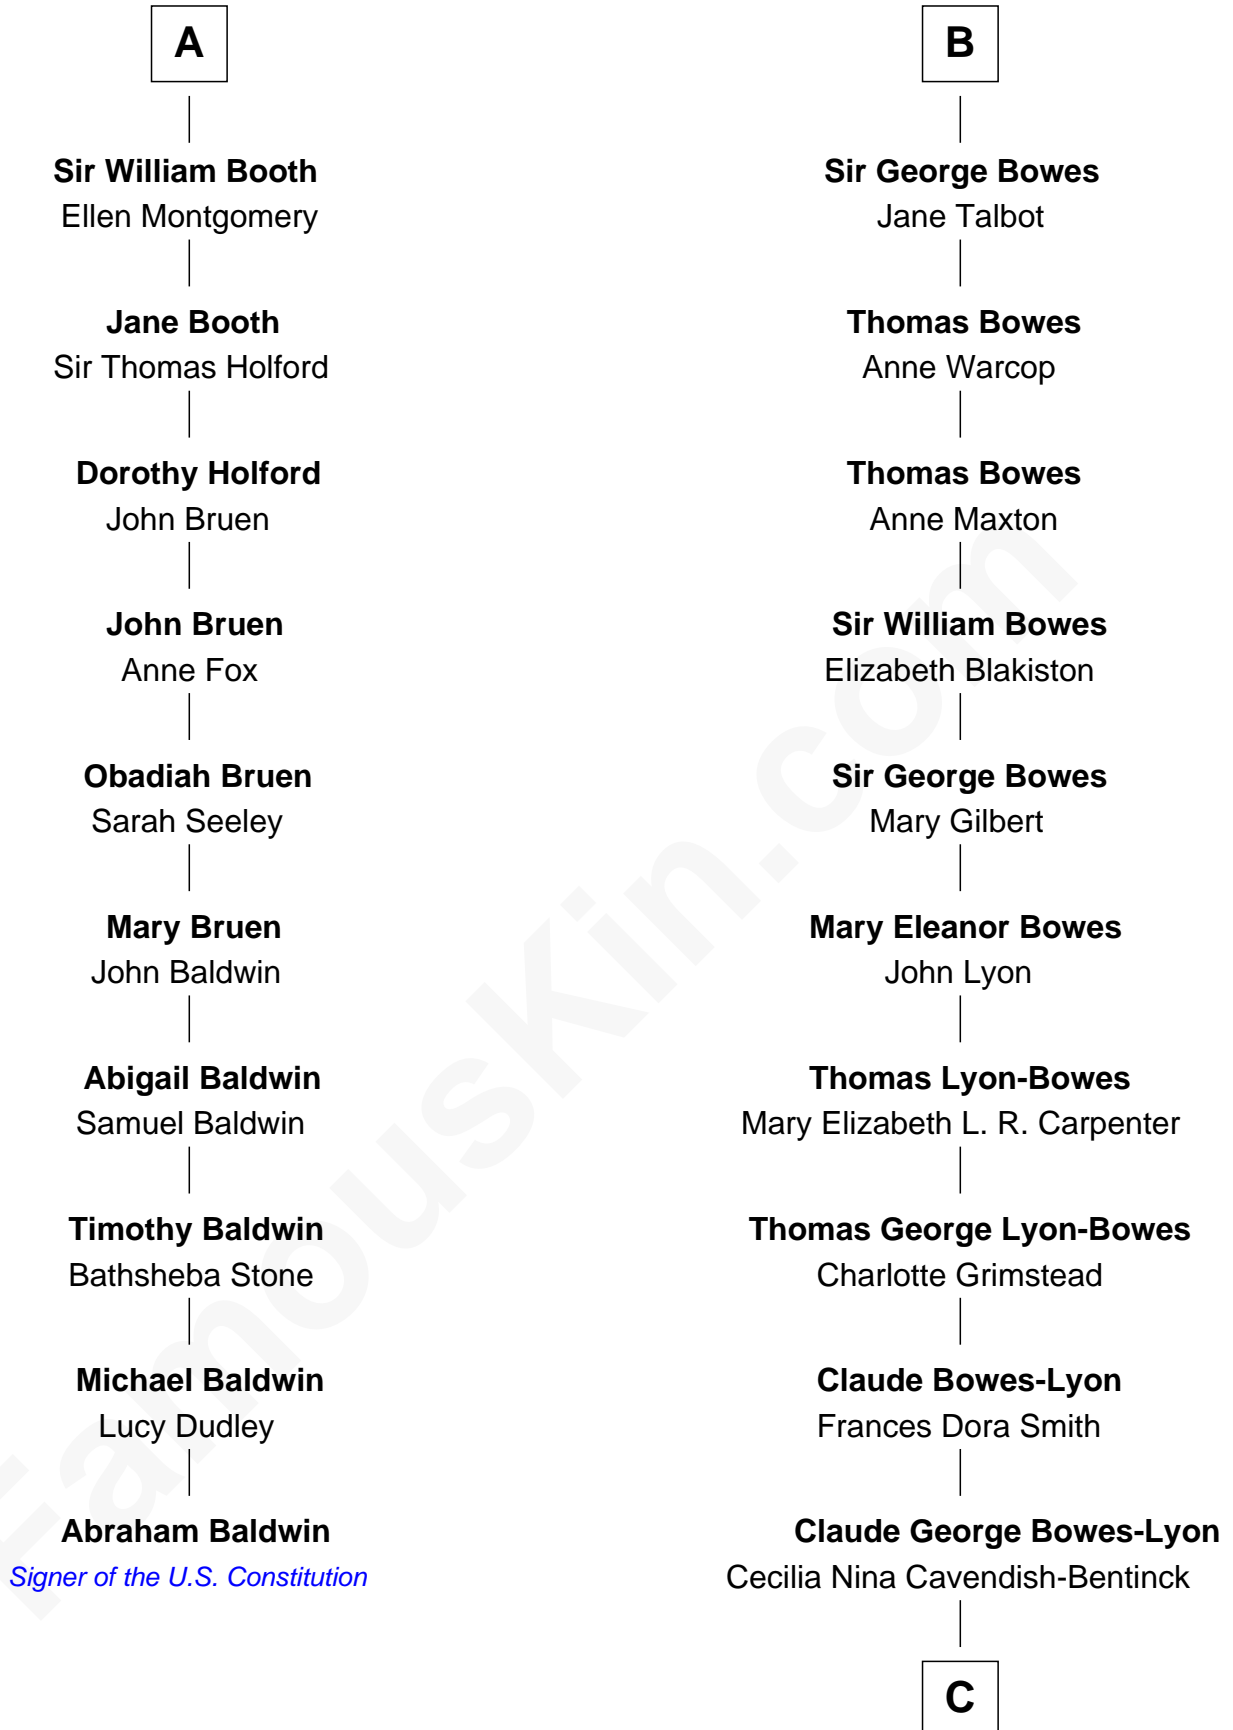 A
Sir William Booth
Ellen Montgomery
Jane Booth
Sir Thomas Holford
Dorothy Holford
John Bruen
John Bruen
Anne Fox
Obadiah Bruen
Sarah Seeley
Mary Bruen
John Baldwin
Abigail Baldwin
Samuel Baldwin
Timothy Baldwin
Bathsheba Stone
Michael Baldwin
Lucy Dudley
Abraham Baldwin
Signer of the U.S. Constitution
B
Sir George Bowes
Jane Talbot
Thomas Bowes
Anne Warcop
Thomas Bowes
Anne Maxton
Sir William Bowes
Elizabeth Blakiston
Sir George Bowes
Mary Gilbert
Mary Eleanor Bowes
John Lyon
Thomas Lyon-Bowes
Mary Elizabeth L. R. Carpenter
Thomas George Lyon-Bowes
Charlotte Grimstead
Claude Bowes-Lyon
Frances Dora Smith
Claude George Bowes-Lyon
Cecilia Nina Cavendish-Bentinck
C
FamousKin.com